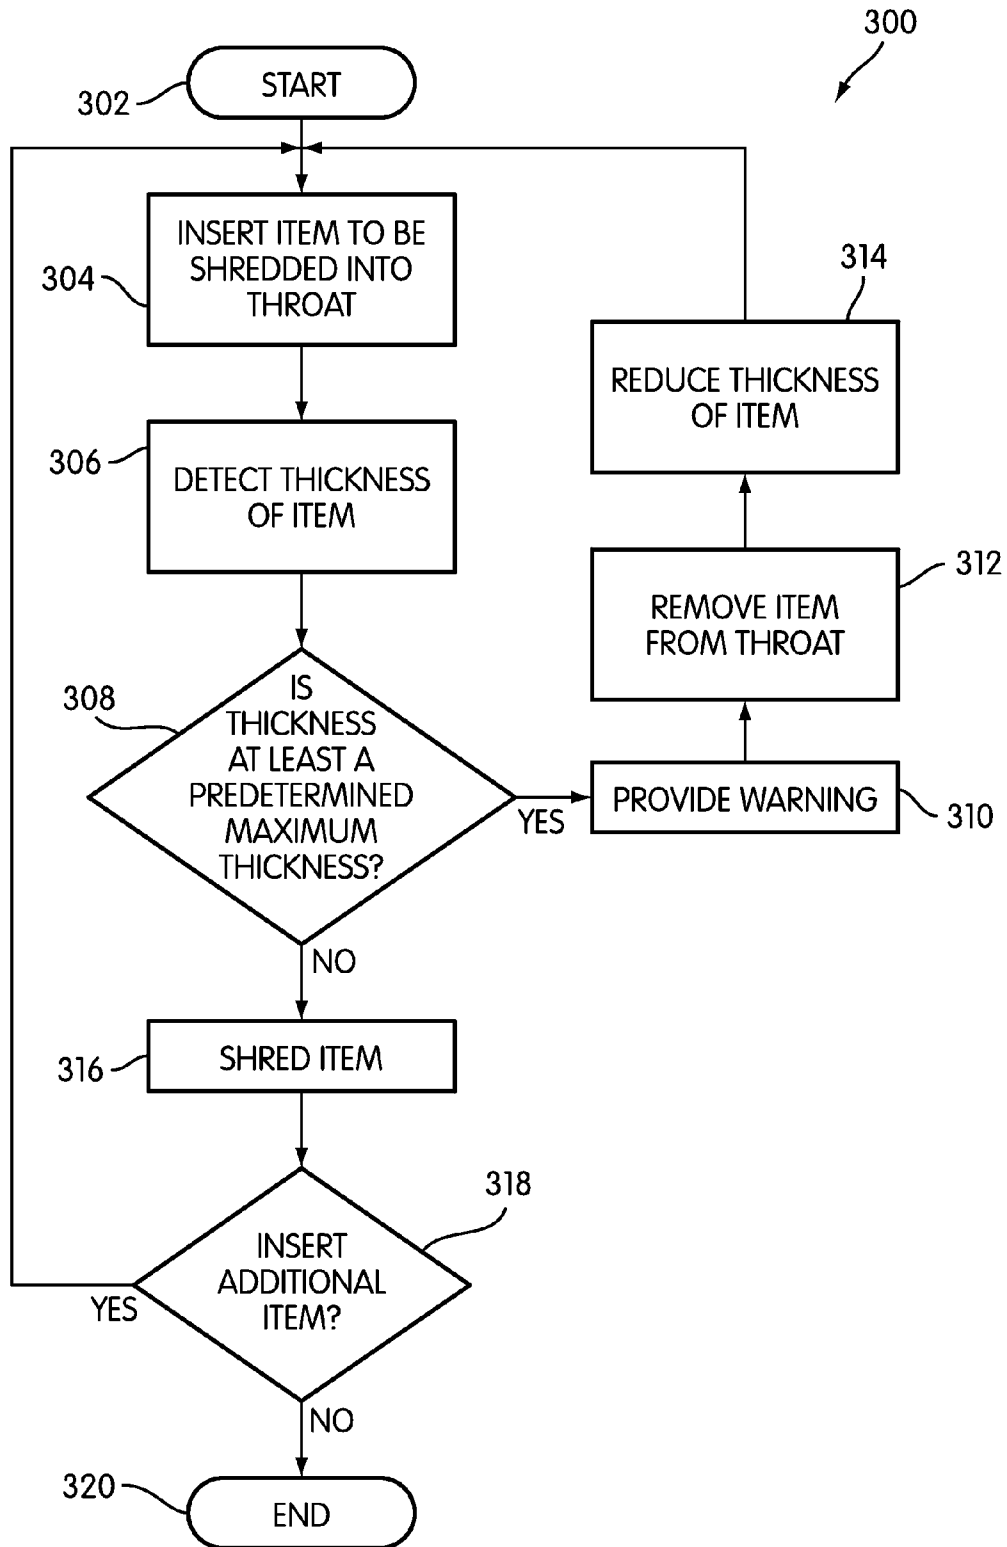 300
302
START
304
INSERT ITEM TO BE
SHREDDED INTO
THROAT
306
DETECT THICKNESS
OF ITEM
308
IS
THICKNESS
AT LEAST A
PREDETERMINED
MAXIMUM
THICKNESS?
YES
PROVIDE WARNING
310
REMOVE ITEM
FROM THROAT
312
REDUCE THICKNESS
OF ITEM
314
NO
316
SHRED ITEM
318
INSERT
ADDITIONAL
ITEM?
YES
NO
320
END